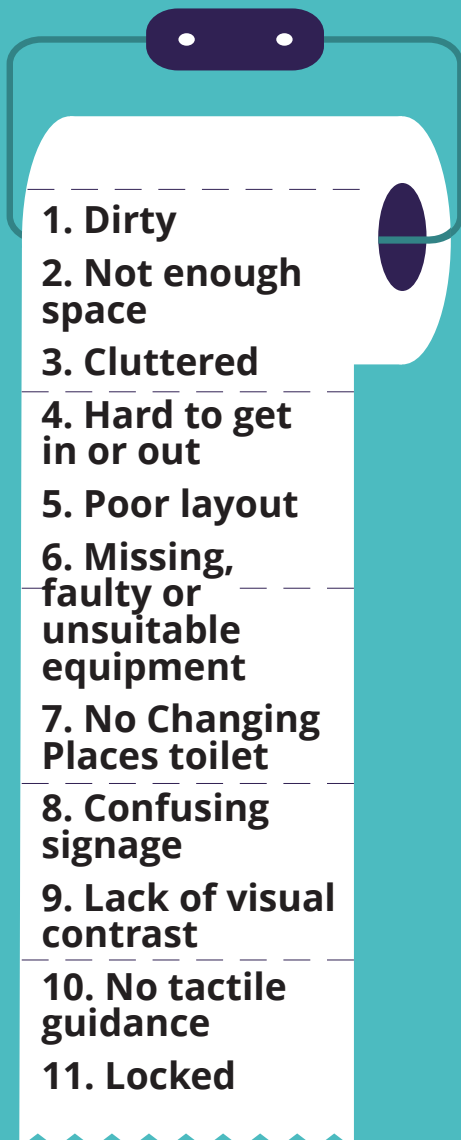 1. Dirty
2. Not enough
space
3. Cluttered
4. Hard to get
in or out
5. Poor layout
6. Missing,
faulty or
unsuitable
equipment
7. No Changing
Places toilet
8. Confusing
signage
9. Lack of visual
contrast
10. No tactile
guidance
11. Locked